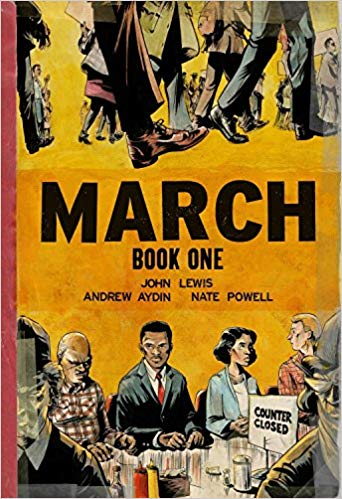 MARCH
BOOK ONE
JOHN LEWIS
ANDREW AYDIN NATE POWELL
COUNTER
CLOSED